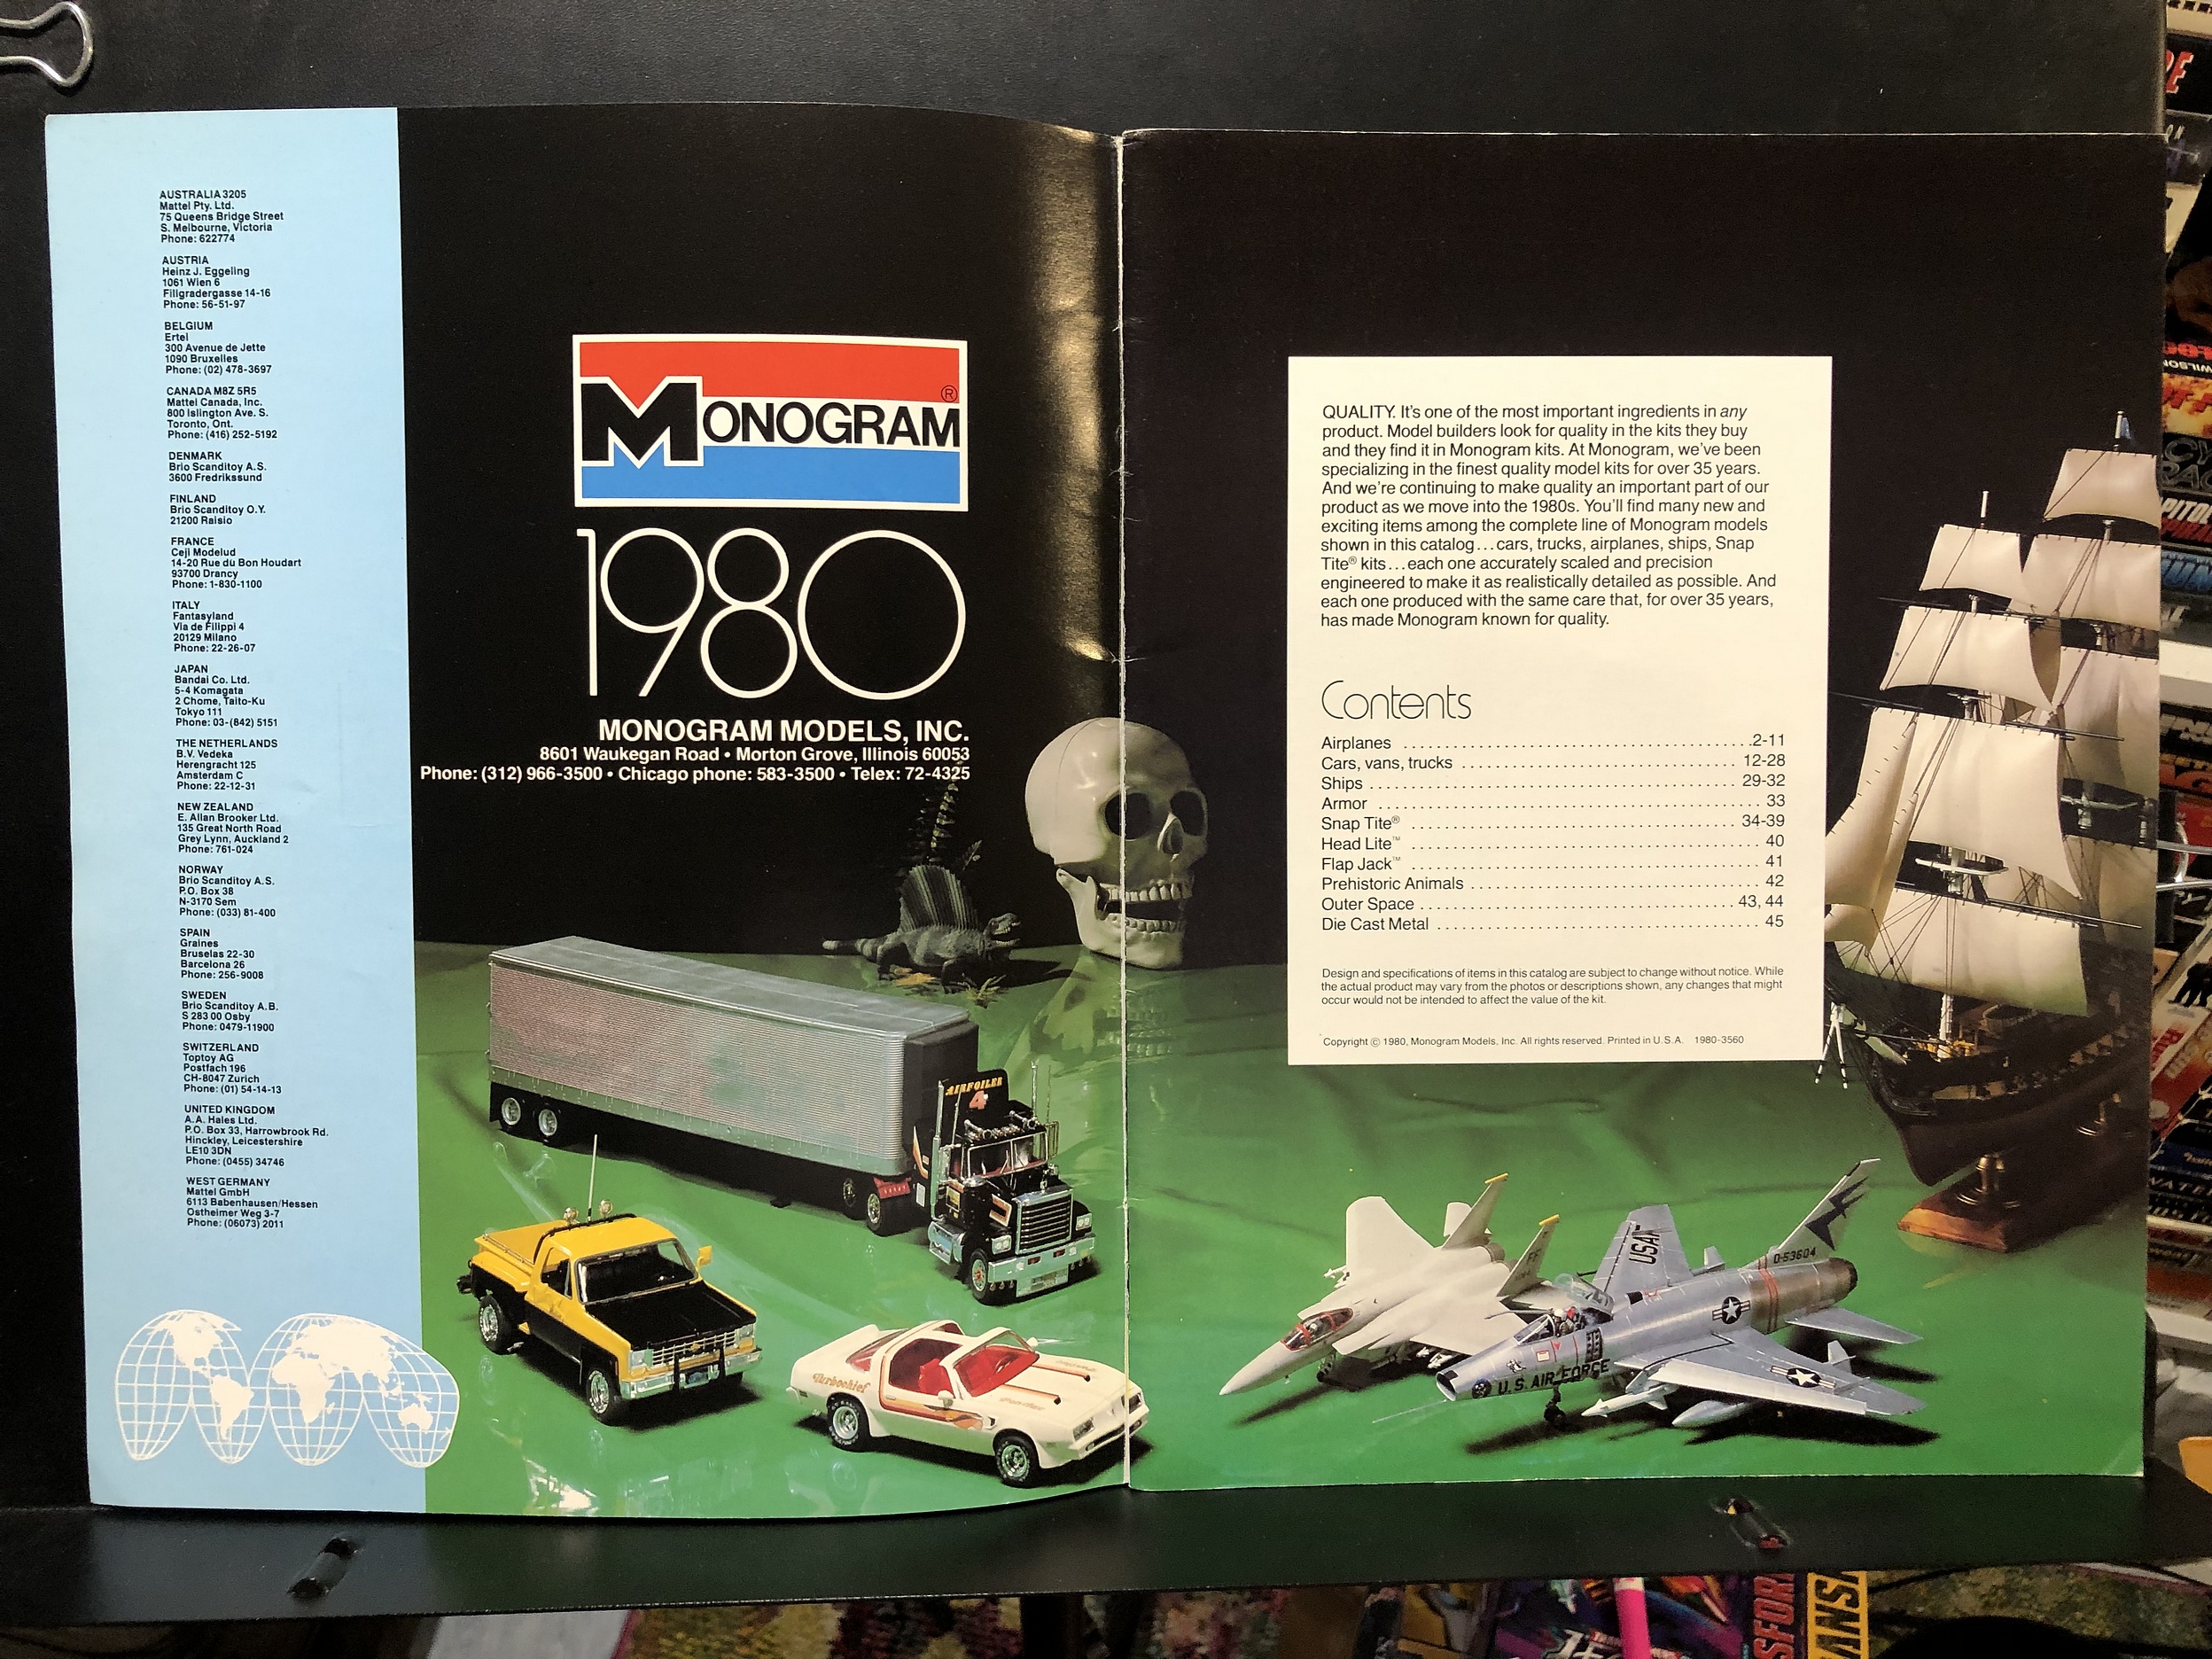 AUSTRALIA 3205
Mattel Pty. Ltd.
75 Queens Bridge Street
S. Melbourne, Victoria
Phone: 622774
AUSTRIA
Heinz J. Eggeling
1061 Wien 6
Fillgradergasse 14-16
Phone: 56-51-97
BELGIUM
Ertel
300 Avenue de Jette
1090 Bruxelles
Phone: (02) 478-3697
CANADA M8Z 5R5
Mattel Canada, Inc.
800 Islington Ave. S.
Toronto, Ont.
Phone: (416) 252-5192
DENMARK
Brio Scanditoy A.S.
3600 Fredrikssund
FINLAND
Brio Scanditoy O.Y.
21200 Raisio
FRANCE
Ceji Modelud
14-20 Rue du Bon Houdart
93700 Drancy
Phone: 1-830-1100
ITALY
Fantasyland
Via de Filippi 4
20129 Milano
Phone: 22-26-07
JAPAN
Bandai Co. Ltd.
5-4 Komagata
2 Chome, Taito-Ku
Tokyo 111
Phone: 03-(842) 5151
THE NETHERLANDS
B.V. Vedeka
Herengracht 125
Amsterdam C
Phone: 22-12-31
NEW ZEALAND
E. Allan Brooker Ltd.
135 Great North Road
Grey Lynn, Auckland 2
Phone: 761-024
NORWAY
Brio Scanditoy A.S.
P.O. Box 38
N-3170 Sem
Phone: (033) 81-400
SPAIN
Graines
Bruselas 22-30
Barcelona 26
Phone: 256-9008
SWEDEN
Brio Scanditoy A.B.
S 283 00 Osby
Phone: 0479-11900
SWITZERLAND
Toptoy AG
Postfach 196
CH-8047 Zurich
Phone: (01) 54-14-13
UNITED KINGDOM
A.A. Hales Ltd.
P.O. Box 33, Harrowbrook Rd.
Hinckley, Leicestershire
LE10 3DN
Phone: (0455) 34746
WEST GERMANY
Mattel GmbH
6113 Babenhausen/Hessen
Ostheimer Weg 3-7
Phone: (06073) 2011
MONOGRAM®
1980
MONOGRAM MODELS, INC.
8601 Waukegan Road • Morton Grove, Illinois 60053
Phone: (312) 966-3500 • Chicago phone: 583-3500 • Telex: 72-4325
AIRFOILER
4
Turbochief
QUALITY. It's one of the most important ingredients in any
product. Model builders look for quality in the kits they buy
and they find it in Monogram kits. At Monogram, we've been
specializing in the finest quality model kits for over 35 years.
And we're continuing to make quality an important part of our
product as we move into the 1980s. You'll find many new and
exciting items among the complete line of Monogram models
shown in this catalog...cars, trucks, airplanes, ships, Snap
Tite® kits...each one accurately scaled and precision
engineered to make it as realistically detailed as possible. And
each one produced with the same care that, for over 35 years,
has made Monogram known for quality.
Contents
Airplanes 2-11
Cars, vans, trucks 12-28
Ships 29-32
Armor 33
Snap Tite® 34-39
Head Lite™ 40
Flap Jack™ 41
Prehistoric Animals 42
Outer Space 43, 44
Die Cast Metal 45
Design and specifications of items in this catalog are subject to change without notice. While
the actual product may vary from the photos or descriptions shown, any changes that might
occur would not be intended to affect the value of the kit.
Copyright © 1980, Monogram Models, Inc. All rights reserved. Printed in U.S.A. 1980-3560
FF
USAF
0-53604
U.S. AIR FORCE